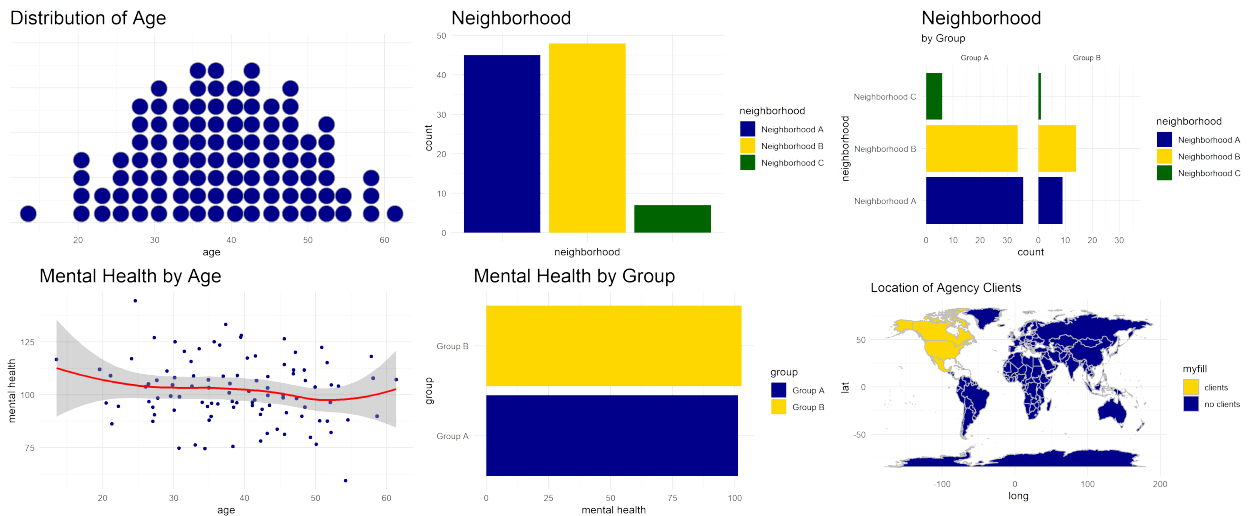 Distribution of Age
20 30 40 50 60
age
Neighborhood
50
40
30
20
10
0
count
neighborhood
neighborhood
Neighborhood A
Neighborhood B
Neighborhood C
Neighborhood
by Group
Group A Group B
Neighborhood C
Neighborhood B
Neighborhood A
neighborhood
0 10 20 30 0 10 20 30
count
neighborhood
Neighborhood A
Neighborhood B
Neighborhood C
Mental Health by Age
125
100
75
mental health
20 30 40 50 60
age
Mental Health by Group
Group B
Group A
group
0 25 50 75 100
mental health
group
Group A
Group B
Location of Agency Clients
50
0
-50
lat
-100 0 100 200
long
myfill
clients
no clients